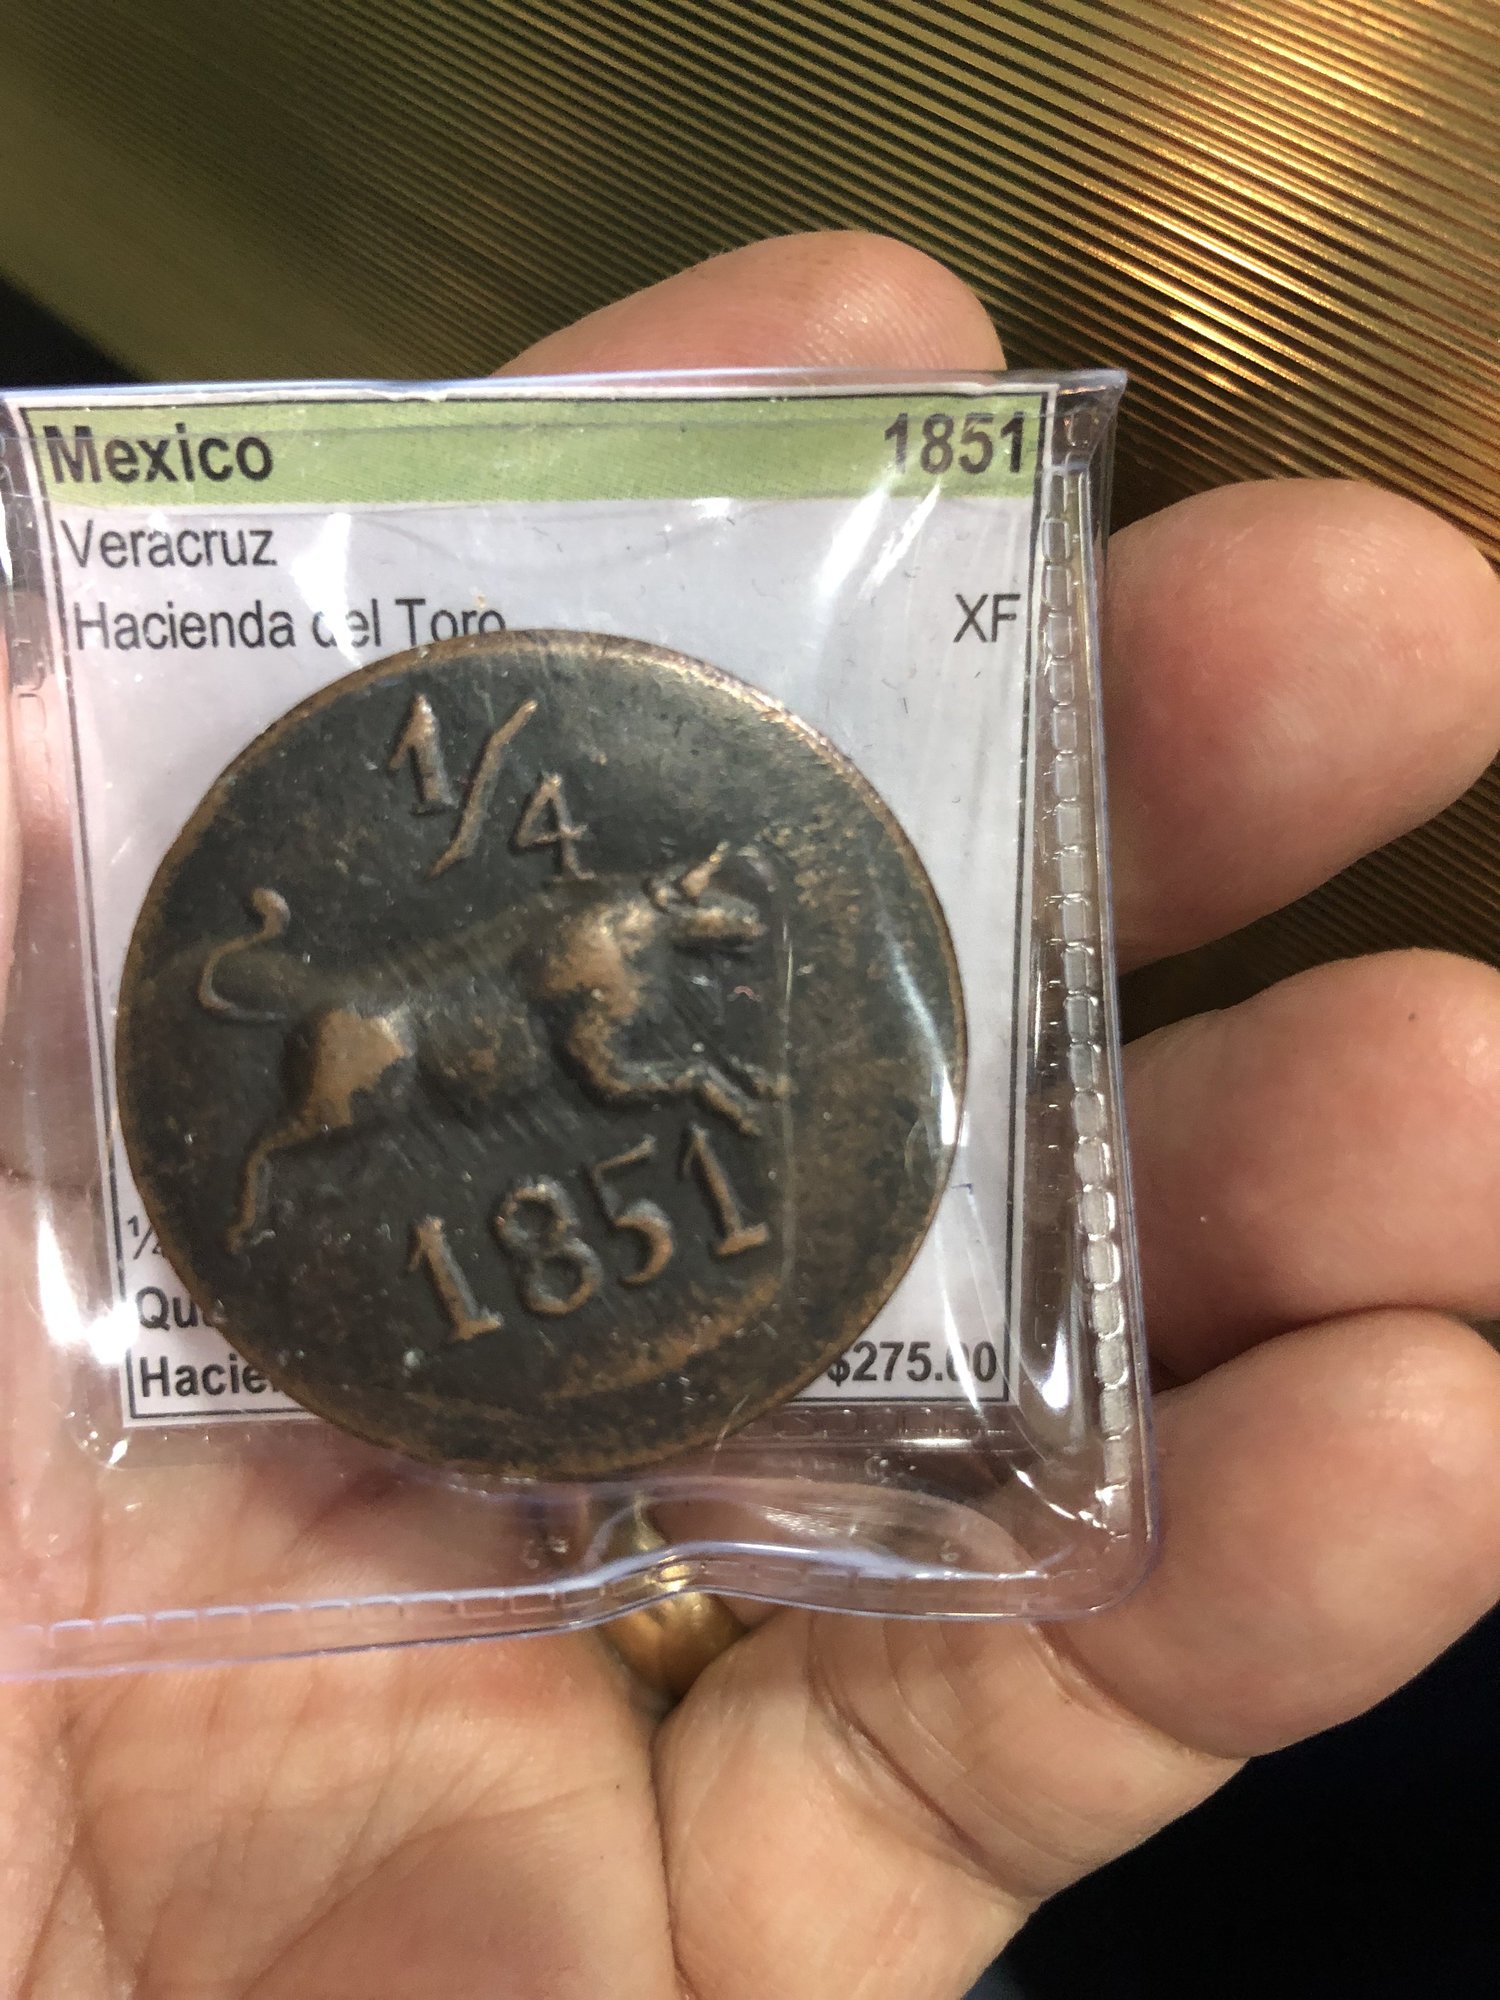 Mexico 1851
Veracruz
Hacienda del Toro XF
1/4
1851
$275.00